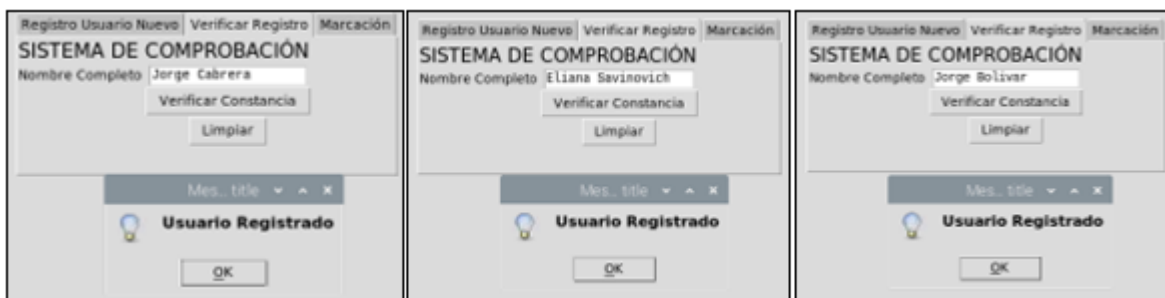 Registro Usuario Nuevo Verificar Registro Marcación
SISTEMA DE COMPROBACIÓN
Nombre Completo Jorge Cabrera
Verificar Constancia
Limpiar
Mes.. title
Usuario Registrado
OK
Registro Usuario Nuevo Verificar Registro Marcación
SISTEMA DE COMPROBACIÓN
Nombre Completo Eliana Savinovich
Verificar Constancia
Limpiar
Mes.. title
Usuario Registrado
OK
Registro Usuario Nuevo Verificar Registro Marcación
SISTEMA DE COMPROBACIÓN
Nombre Completo Jorge Bolivar
Verificar Constancia
Limpiar
Mes.. title
Usuario Registrado
OK